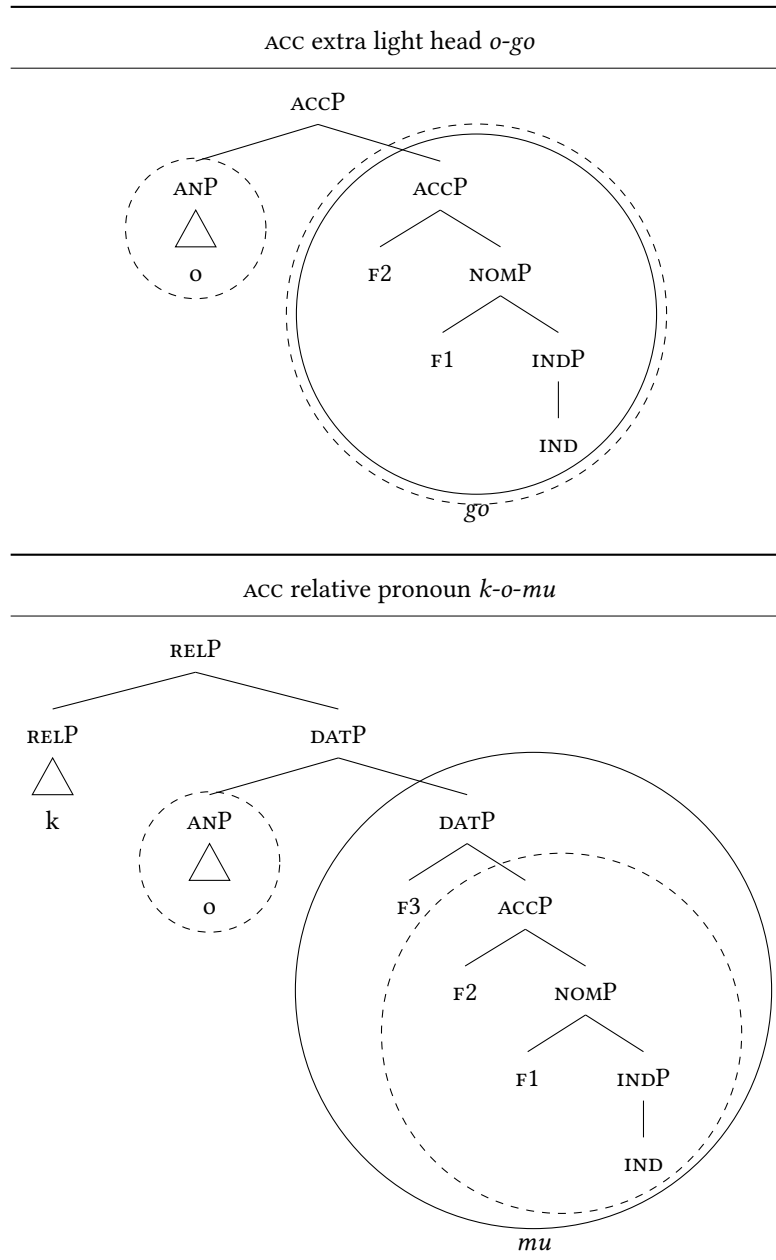 ACC extra light head o-go
ACCP
ANP ACCP
o F2 NOMP
F1 INDP
IND
go
ACC relative pronoun k-o-mu
RELP
RELP DATP
k ANP DATP
o F3 ACCP
F2 NOMP
F1 INDP
IND
mu